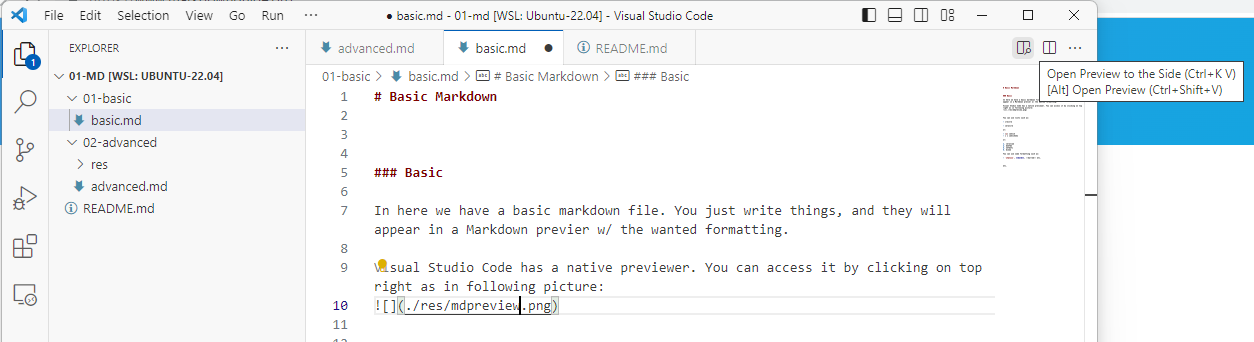 File Edit Selection View Go Run ··· ● basic.md - 01-md [WSL: Ubuntu-22.04] - Visual Studio Code
EXPLORER ···
01-MD [WSL: UBUNTU-22.04]
01-basic
basic.md
02-advanced
res
advanced.md
README.md
1
advanced.md basic.md ● README.md ···
Open Preview to the Side (Ctrl+K V)
[Alt] Open Preview (Ctrl+Shift+V)
01-basic > basic.md > abc # Basic Markdown > abc ### Basic
1 # Basic Markdown
2
3
4
5 ### Basic
6
7 In here we have a basic markdown file. You just write things, and they will
appear in a Markdown previer w/ the wanted formatting.
8
9 Visual Studio Code has a native previewer. You can access it by clicking on top
right as in following picture:
10 ![](./res/mdpreview.png)
11